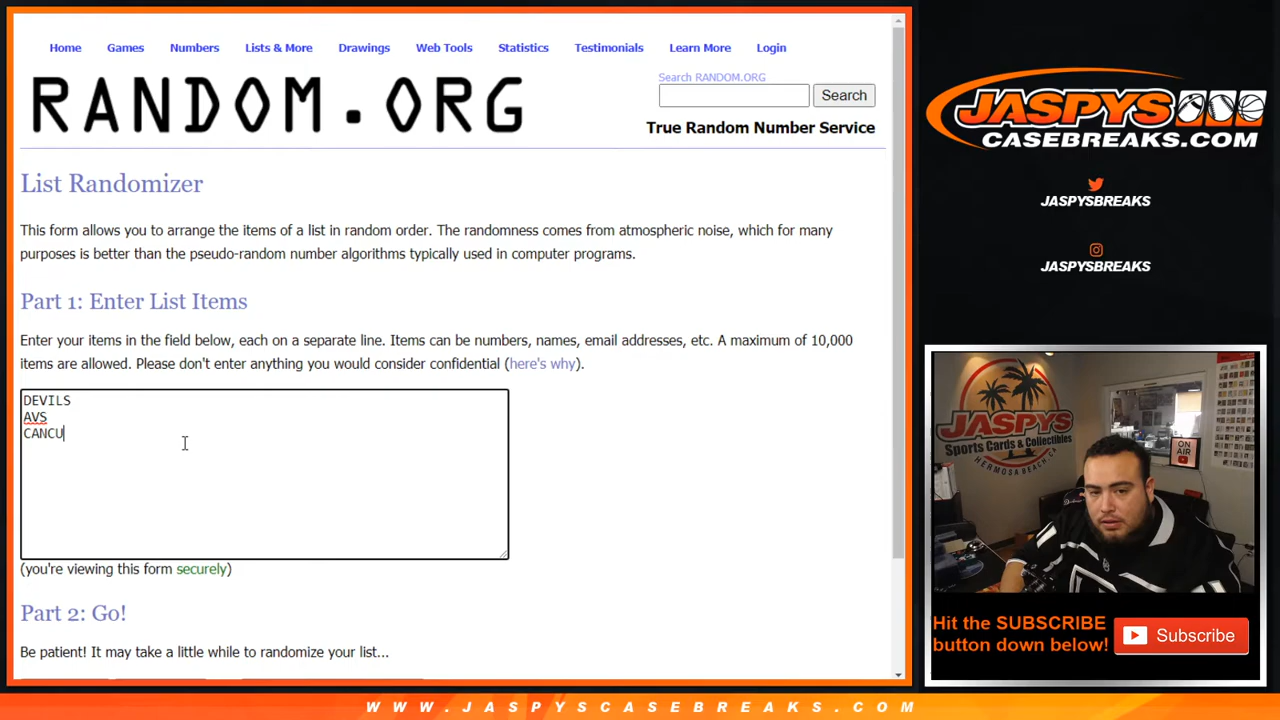 Home Games Numbers Lists & More Drawings Web Tools Statistics Testimonials Learn More Login
RANDOM.ORG
Search RANDOM.ORG
Search
True Random Number Service
List Randomizer
This form allows you to arrange the items of a list in random order. The randomness comes from atmospheric noise, which for many
purposes is better than the pseudo-random number algorithms typically used in computer programs.
Part 1: Enter List Items
Enter your items in the field below, each on a separate line. Items can be numbers, names, email addresses, etc. A maximum of 10,000
items are allowed. Please don't enter anything you would consider confidential (here's why).
DEVILS
AVS
CANCU
(you're viewing this form securely)
Part 2: Go!
Be patient! It may take a little while to randomize your list...
JASPYS
CASEBREAKS.COM
JASPYSBREAKS
JASPYSBREAKS
JASPYS
Sports Cards & Collectibles
HERMOSA BEACH, CA
ON
AIR
Hit the SUBSCRIBE
button down below!
Subscribe
WWW.JASPYSCASEBREAKS.COM